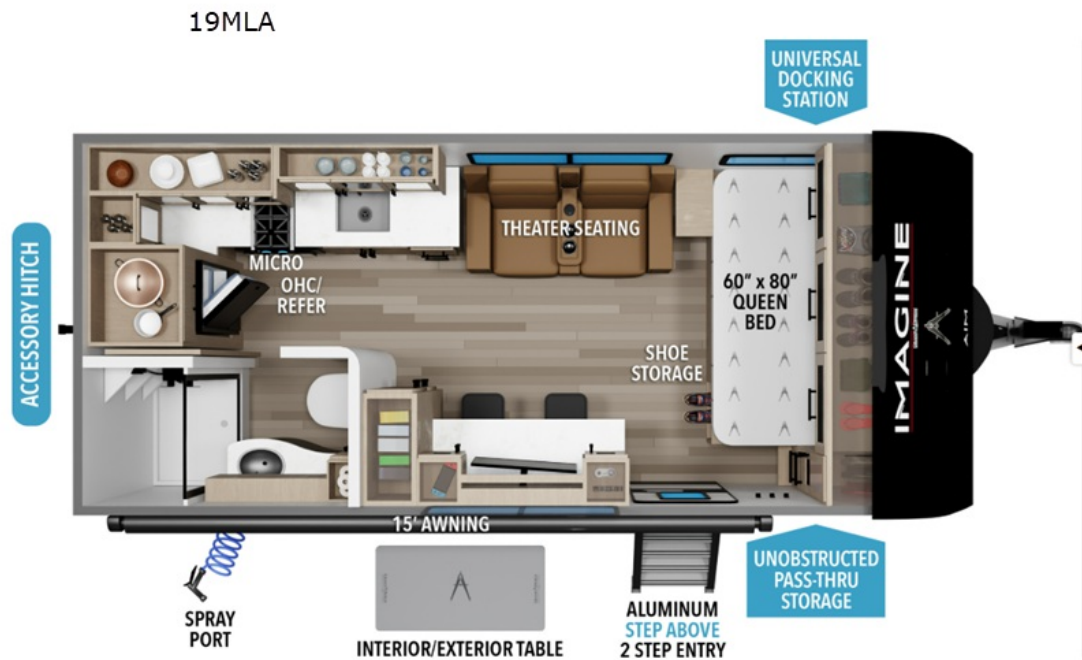 19MLA
UNIVERSAL
DOCKING
STATION
ACCESSORY HITCH
THEATER SEATING
MICRO
OHC/
REFER
60" x 80"
QUEEN
BED
SHOE
STORAGE
IMAGINE
AIM
15' AWNING
SPRAY
PORT
INTERIOR/EXTERIOR TABLE
ALUMINUM
STEP ABOVE
2 STEP ENTRY
UNOBSTRUCTED
PASS-THRU
STORAGE